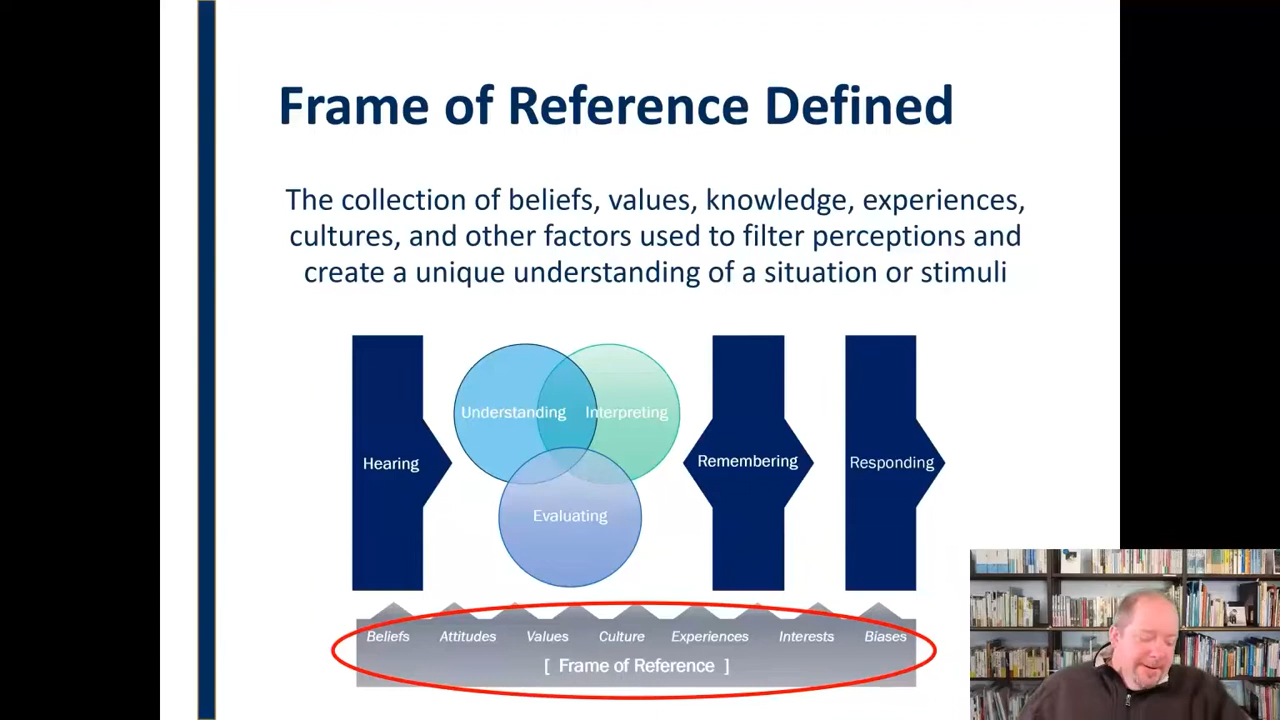 Frame of Reference Defined
The collection of beliefs, values, knowledge, experiences,
cultures, and other factors used to filter perceptions and
create a unique understanding of a situation or stimuli
Understanding
Interpreting
Hearing
Remembering
Responding
Evaluating
Beliefs Attitudes Values Culture Experiences Interests Biases
[ Frame of Reference ]